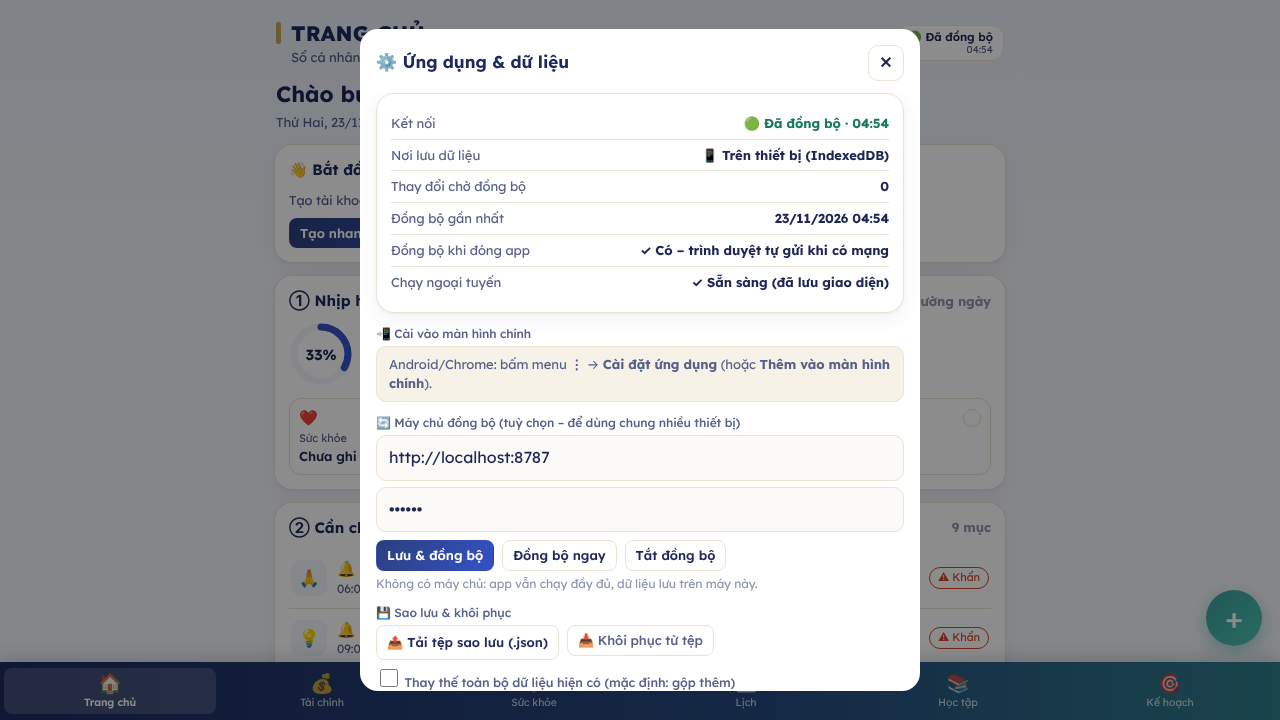 TRANG CHỦ
Sổ cá nhân
Đã đồng bộ
04:54
Thứ Hai, 23/1
Chưa ghi
⚙️ Ứng dụng & dữ liệu
✕
Kết nối
🟢 Đã đồng bộ · 04:54
Nơi lưu dữ liệu
📱 Trên thiết bị (IndexedDB)
Thay đổi chờ đồng bộ
0
Đồng bộ gần nhất
23/11/2026 04:54
Đồng bộ khi đóng app
✓ Có – trình duyệt tự gửi khi có mạng
Chạy ngoại tuyến
✓ Sẵn sàng (đã lưu giao diện)
📲 Cài vào màn hình chính
Android/Chrome: bấm menu ⋮ → Cài đặt ứng dụng (hoặc Thêm vào màn hình
chính).
🔄 Máy chủ đồng bộ (tuỳ chọn – để dùng chung nhiều thiết bị)
http://localhost:8787
••••••
Lưu & đồng bộ
Đồng bộ ngay
Tắt đồng bộ
Không có máy chủ: app vẫn chạy đầy đủ, dữ liệu lưu trên máy này.
💾 Sao lưu & khôi phục
📤 Tải tệp sao lưu (.json)
📥 Khôi phục từ tệp
Thay thế toàn bộ dữ liệu hiện có (mặc định: gộp thêm)
Tạo nhan
① Nhịp
ường ngày
33%
❤️
Sức khỏe
② Cần
9 mục
06:0
⚠ Khẩn
09:0
⚠ Khẩn
+
Trang chủ
Tài chính
Sức khỏe
Lịch
Học tập
Kế hoạch